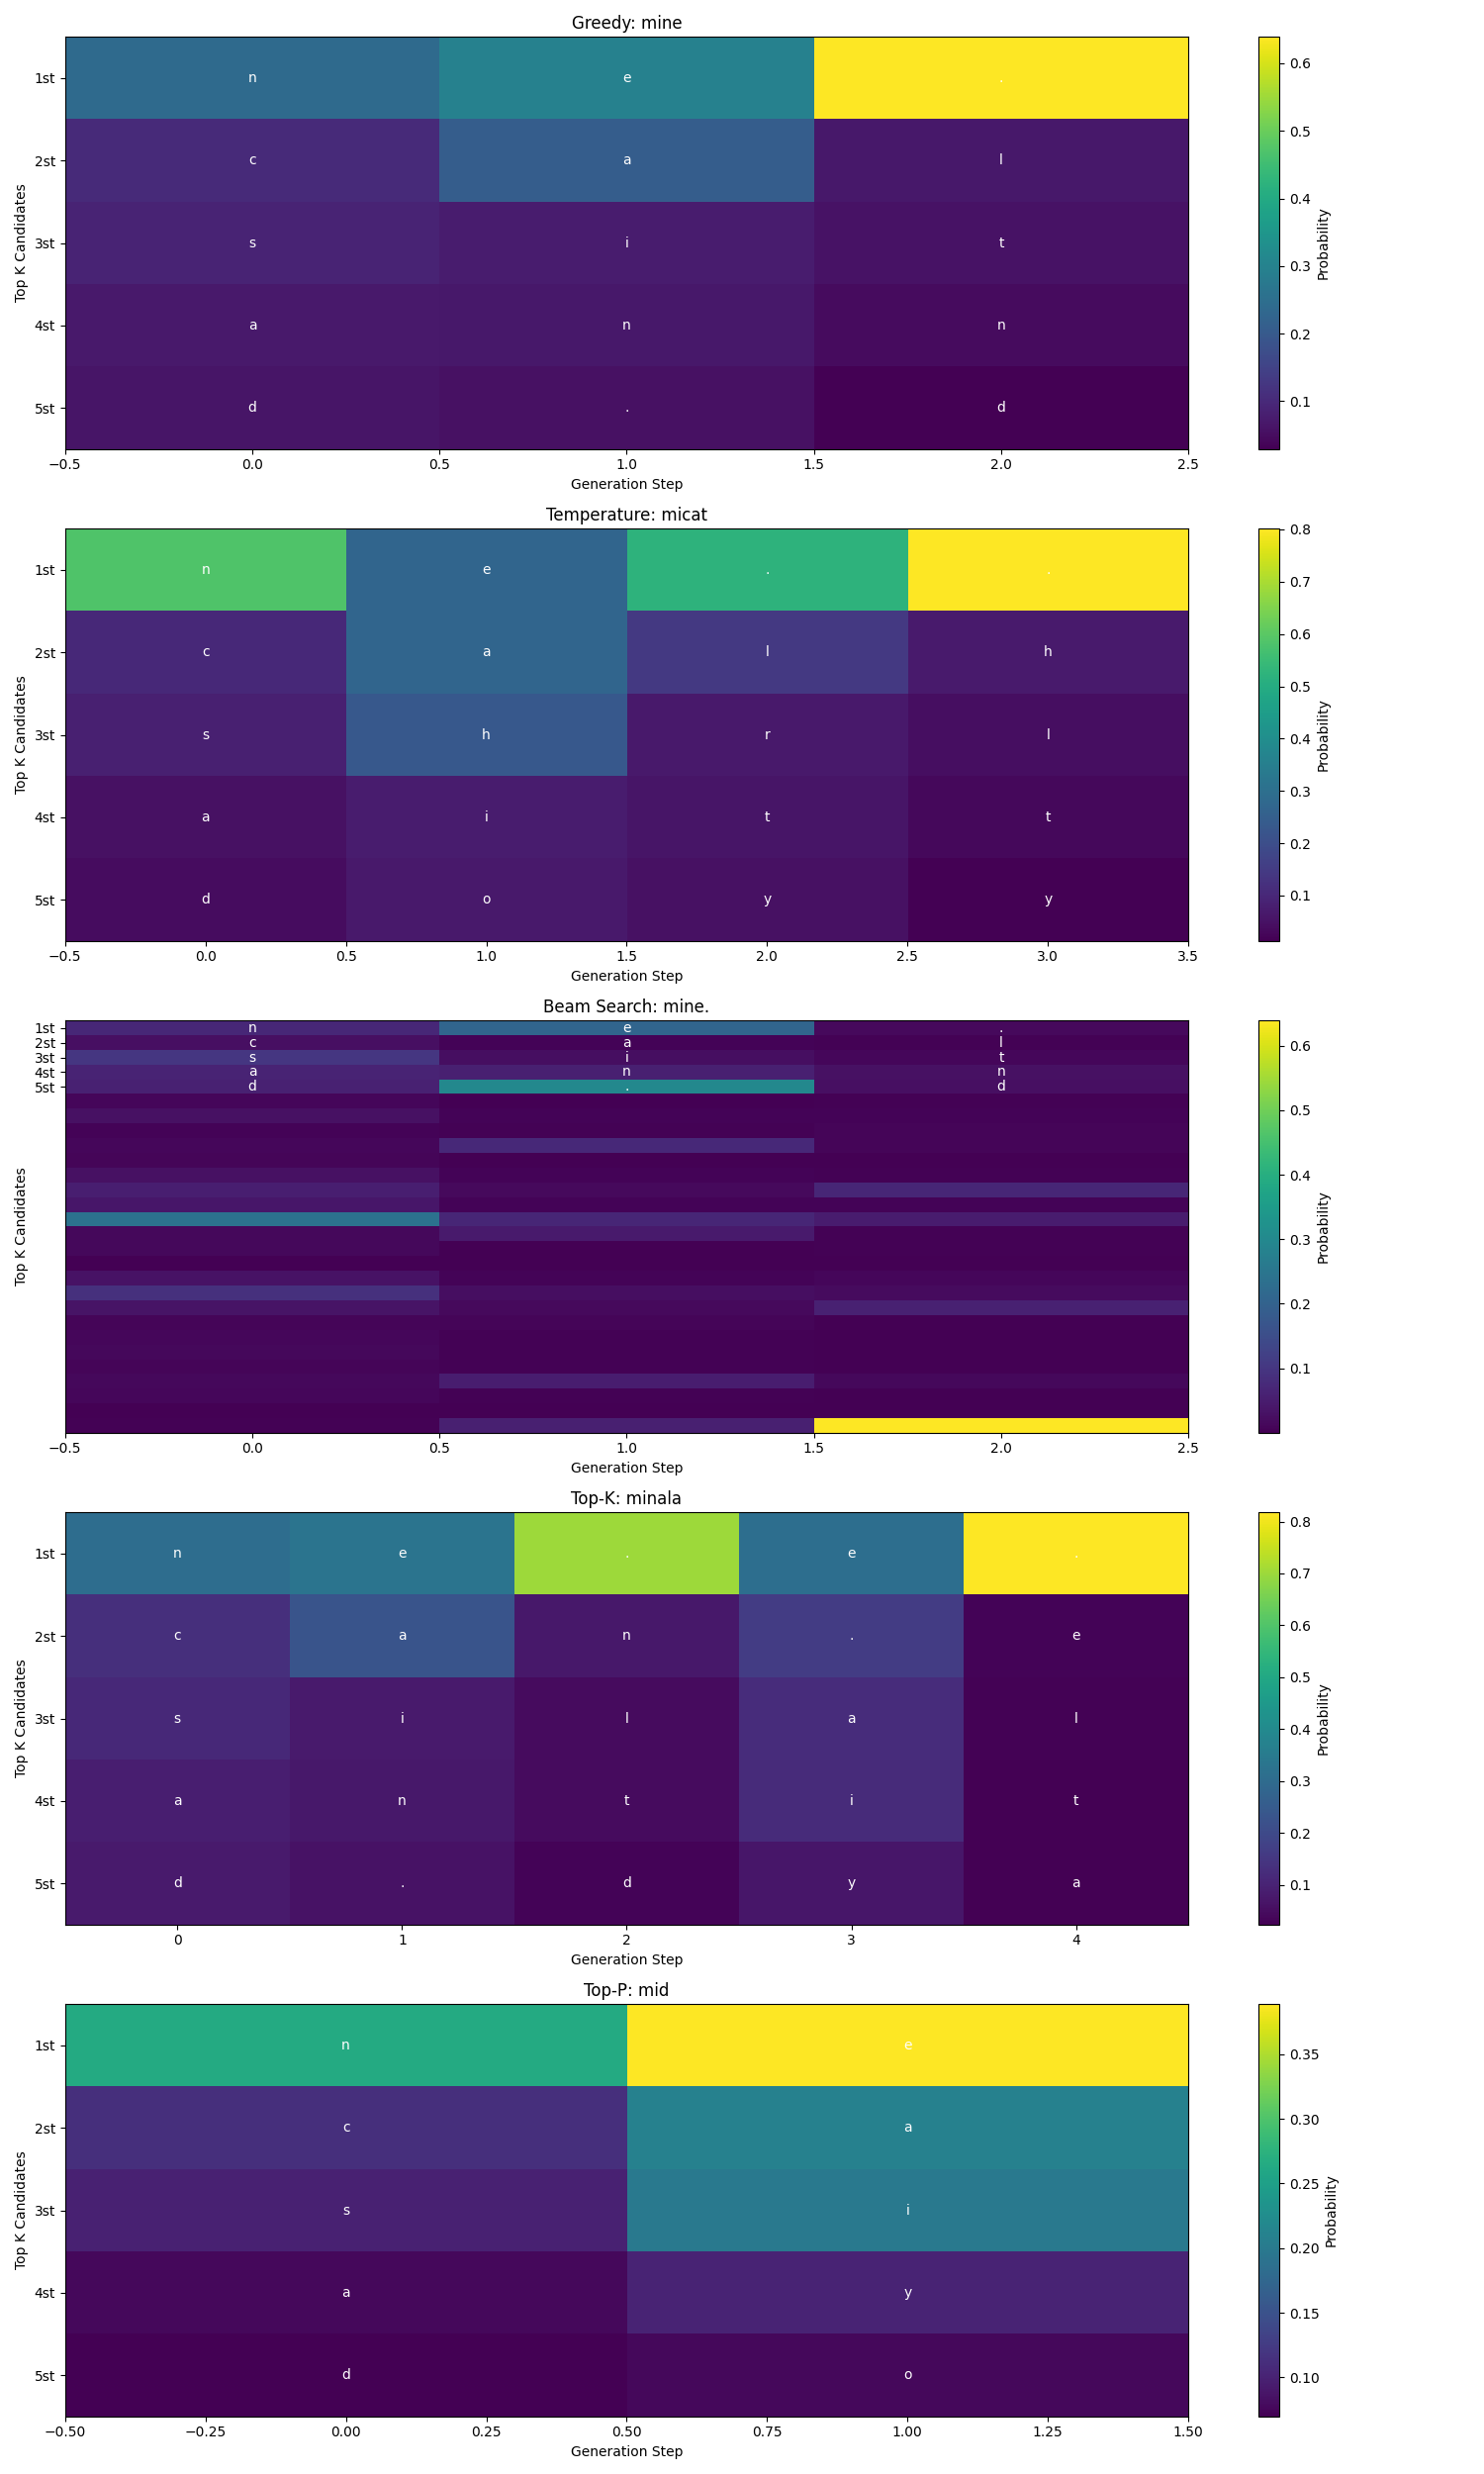 Greedy: mine
1st n e .
2st c a l
3st s i t
4st a n n
5st d . d
Top K Candidates
−0.5 0.0 0.5 1.0 1.5 2.0 2.5
Generation Step
0.6
0.5
0.4
0.3
0.2
0.1
Probability
Temperature: micat
1st n e . .
2st c a l h
3st s h r l
4st a i t t
5st d o y y
Top K Candidates
−0.5 0.0 0.5 1.0 1.5 2.0 2.5 3.0 3.5
Generation Step
0.8
0.7
0.6
0.5
0.4
0.3
0.2
0.1
Probability
Beam Search: mine.
1st n e .
2st c a l
3st s i t
4st a n n
5st d . d
Top K Candidates
−0.5 0.0 0.5 1.0 1.5 2.0 2.5
Generation Step
0.6
0.5
0.4
0.3
0.2
0.1
Probability
Top-K: minala
1st n e . e .
2st c a n . e
3st s i l a l
4st a n t i t
5st d . d y a
Top K Candidates
0 1 2 3 4
Generation Step
0.8
0.7
0.6
0.5
0.4
0.3
0.2
0.1
Probability
Top-P: mid
1st n e
2st c a
3st s i
4st a y
5st d o
Top K Candidates
−0.50 −0.25 0.00 0.25 0.50 0.75 1.00 1.25 1.50
Generation Step
0.35
0.30
0.25
0.20
0.15
0.10
Probability